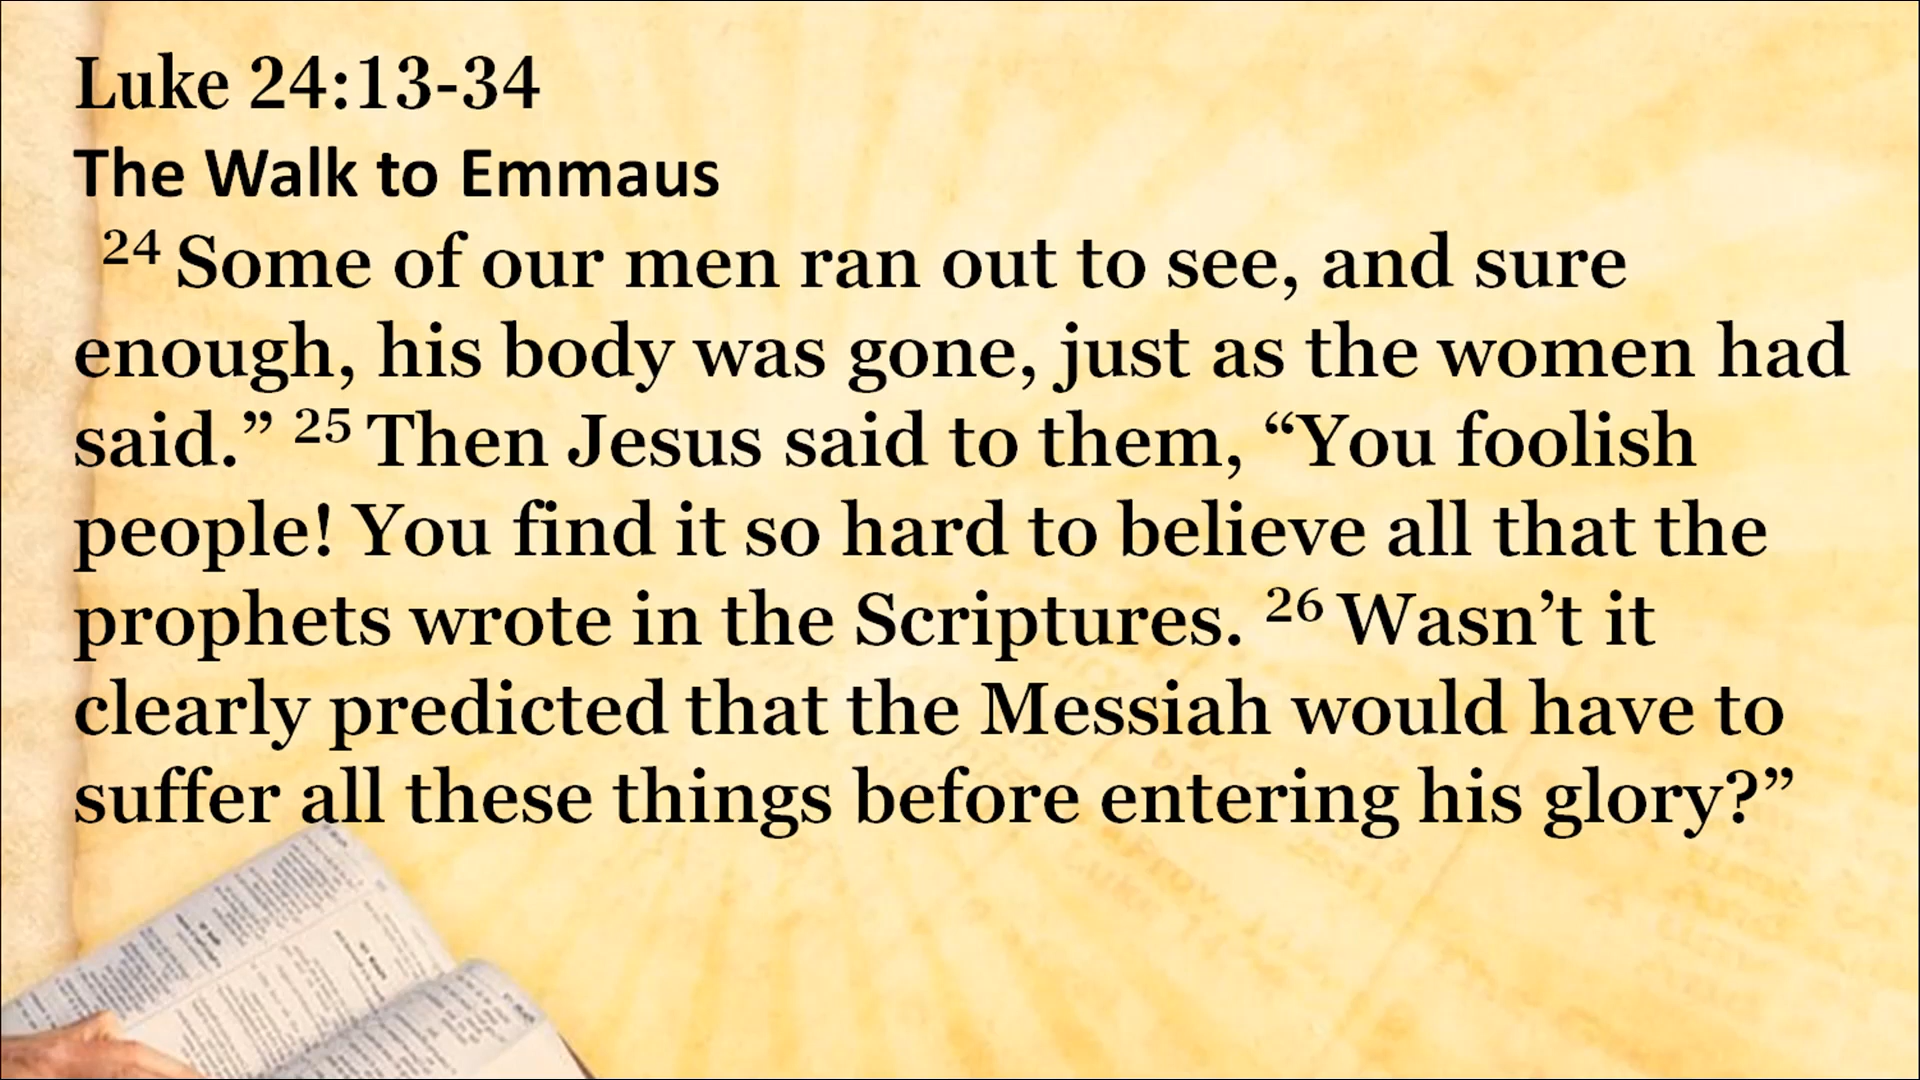 Luke 24:13-34
The Walk to Emmaus
24 Some of our men ran out to see, and sure
enough, his body was gone, just as the women had
said.” 25 Then Jesus said to them, “You foolish
people! You find it so hard to believe all that the
prophets wrote in the Scriptures. 26 Wasn’t it
clearly predicted that the Messiah would have to
suffer all these things before entering his glory?”